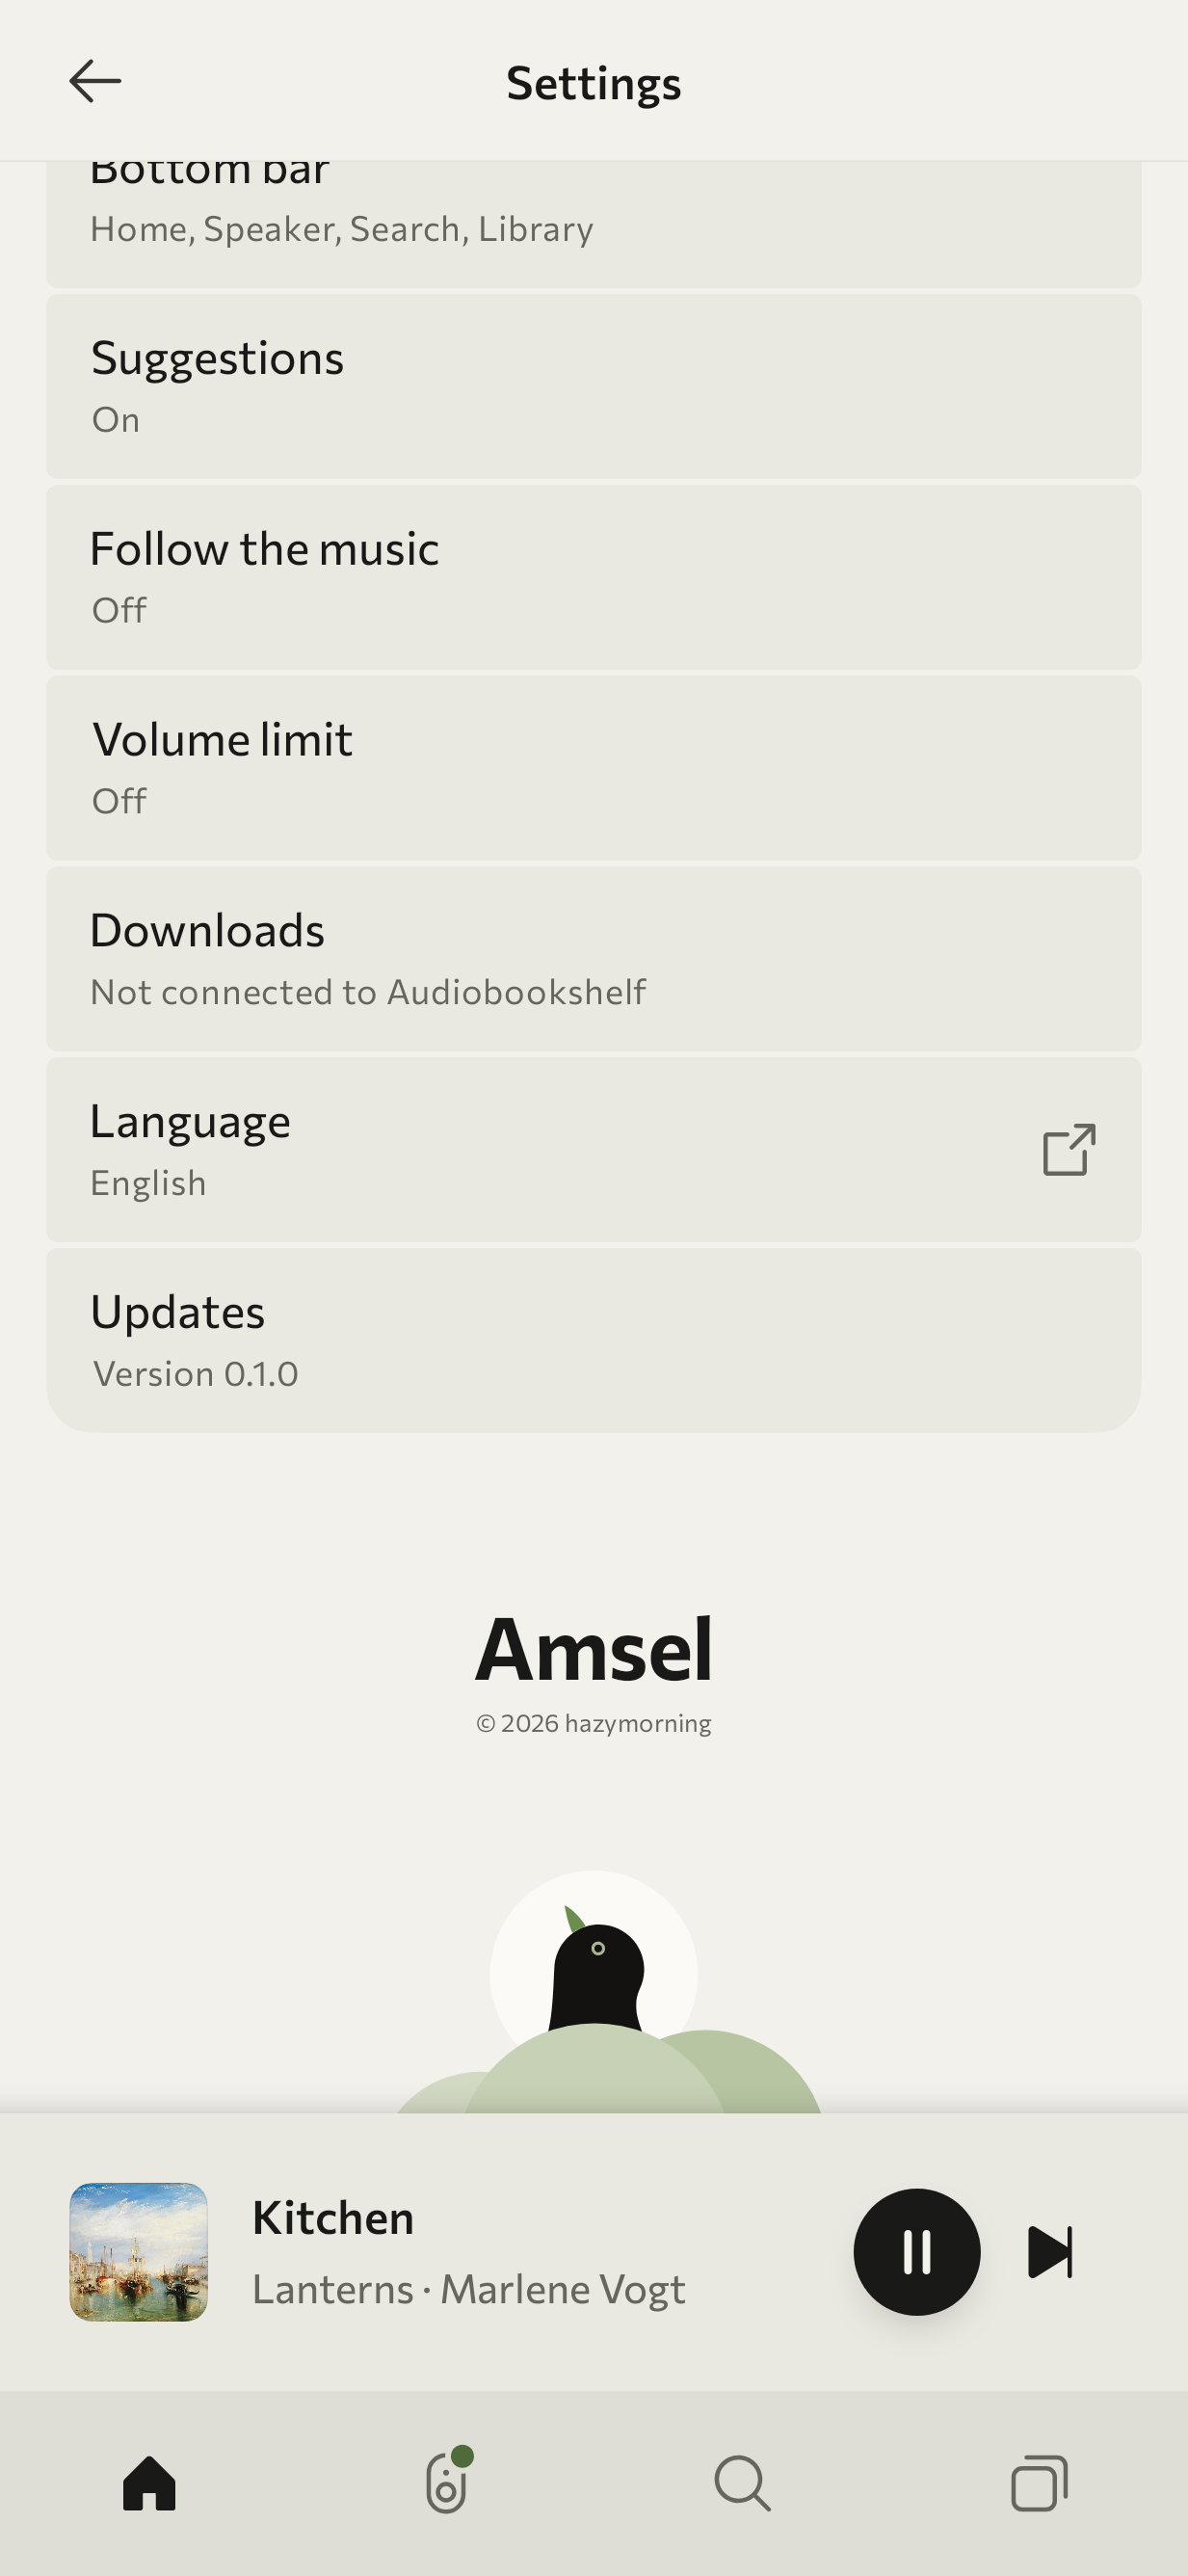 Settings
Bottom bar
Home, Speaker, Search, Library
Suggestions
On
Follow the music
Off
Volume limit
Off
Downloads
Not connected to Audiobookshelf
Language
English
Updates
Version 0.1.0
Amsel
© 2026 hazymorning
Kitchen
Lanterns · Marlene Vogt